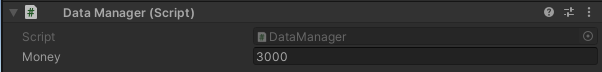 Data Manager (Script)
Script DataManager
Money 3000